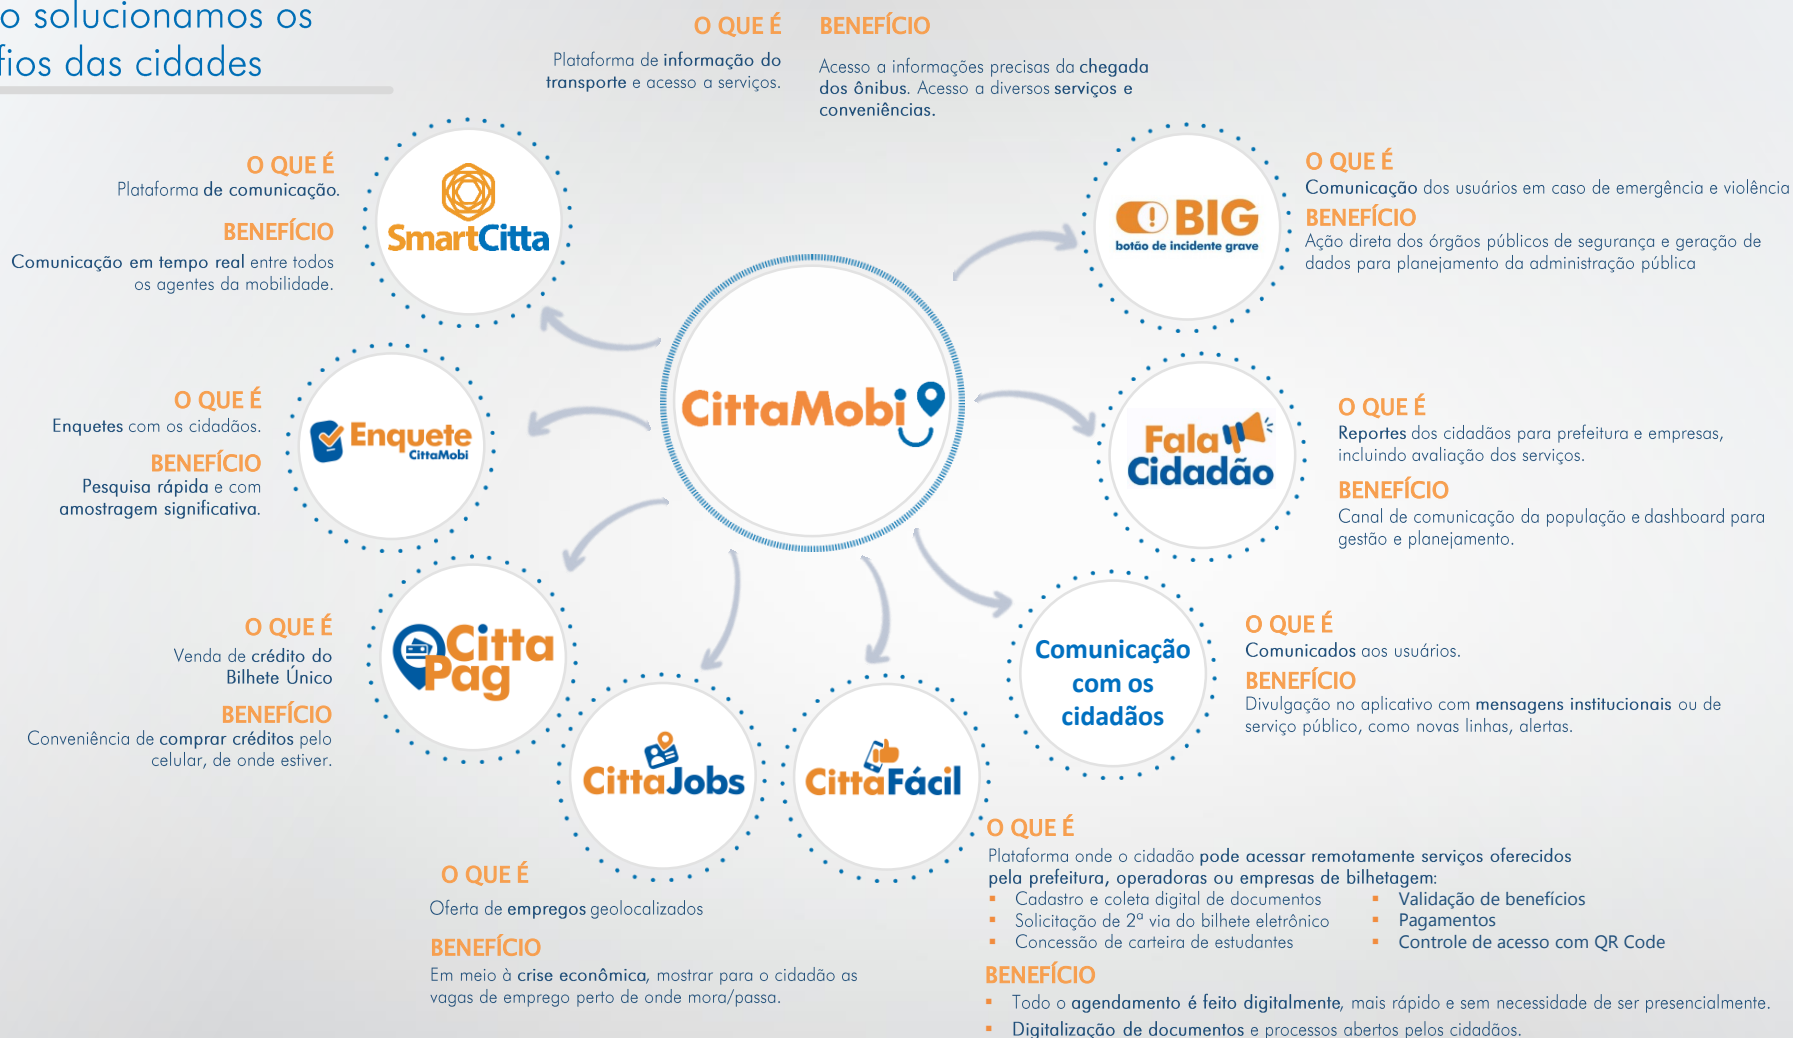 o solucionamos os
fios das cidades
O QUE É
Plataforma de informação do
transporte e acesso a serviços.
BENEFÍCIO
Acesso a informações precisas da chegada
dos ônibus. Acesso a diversos serviços e
conveniências.
O QUE É
Plataforma de comunicação.
BENEFÍCIO
Comunicação em tempo real entre todos
os agentes da mobilidade.
SmartCitta
BIG
botão de incidente grave
O QUE É
Comunicação dos usuários em caso de emergência e violência
BENEFÍCIO
Ação direta dos órgãos públicos de segurança e geração de
dados para planejamento da administração pública
CittaMobi
O QUE É
Enquetes com os cidadãos.
BENEFÍCIO
Pesquisa rápida e com
amostragem significativa.
Enquete
CittaMobi
Fala
Cidadão
O QUE É
Reportes dos cidadãos para prefeitura e empresas,
incluindo avaliação dos serviços.
BENEFÍCIO
Canal de comunicação da população e dashboard para
gestão e planejamento.
O QUE É
Venda de crédito do
Bilhete Único
BENEFÍCIO
Conveniência de comprar créditos pelo
celular, de onde estiver.
Citta
Pag
Comunicação
com os
cidadãos
O QUE É
Comunicados aos usuários.
BENEFÍCIO
Divulgação no aplicativo com mensagens institucionais ou de
serviço público, como novas linhas, alertas.
CittaJobs
CittaFácil
O QUE É
Oferta de empregos geolocalizados
BENEFÍCIO
Em meio à crise econômica, mostrar para o cidadão as
vagas de emprego perto de onde mora/passa.
O QUE É
Plataforma onde o cidadão pode acessar remotamente serviços oferecidos
pela prefeitura, operadoras ou empresas de bilhetagem:
▪ Cadastro e coleta digital de documentos
▪ Solicitação de 2ª via do bilhete eletrônico
▪ Concessão de carteira de estudantes
▪ Validação de benefícios
▪ Pagamentos
▪ Controle de acesso com QR Code
BENEFÍCIO
▪ Todo o agendamento é feito digitalmente, mais rápido e sem necessidade de ser presencialmente.
▪ Digitalização de documentos e processos abertos pelos cidadãos.